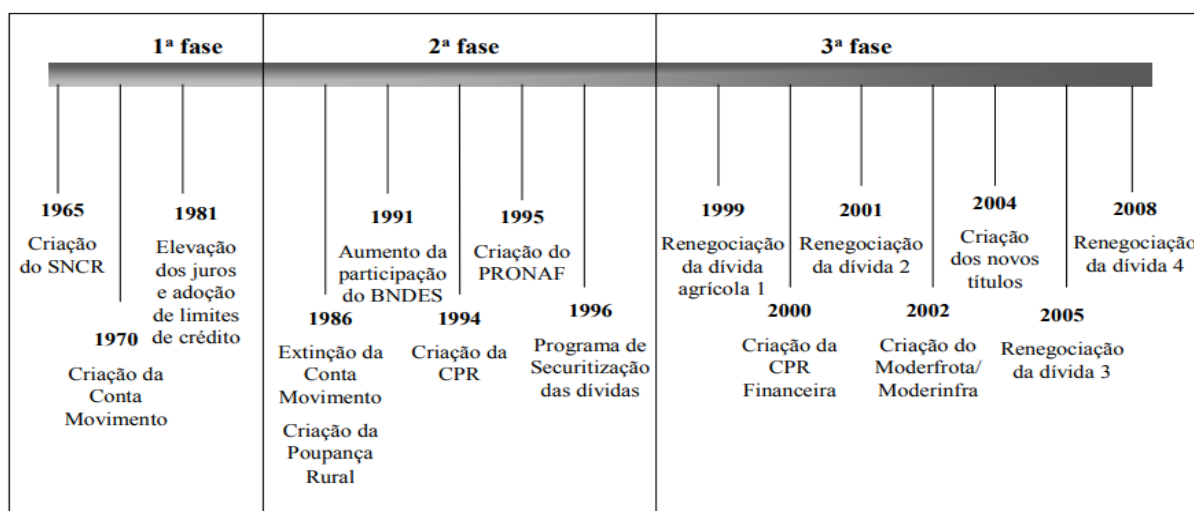 1ª fase
2ª fase
3ª fase
1965
Criação
do SNCR
1970
Criação da
Conta
Movimento
1981
Elevação
dos juros
e adoção
de limites
de crédito
1986
Extinção da
Conta
Movimento
Criação da
Poupança
Rural
1991
Aumento da
participação
do BNDES
1994
Criação da
CPR
1995
Criação do
PRONAF
1996
Programa de
Securitização
das dívidas
1999
Renegociação
da dívida
agrícola 1
2000
Criação da
CPR
Financeira
2001
Renegociação
da dívida 2
2002
Criação do
Moderfrota/
Moderinfra
2004
Criação
dos novos
títulos
2005
Renegociação
da dívida 3
2008
Renegociação
da dívida 4